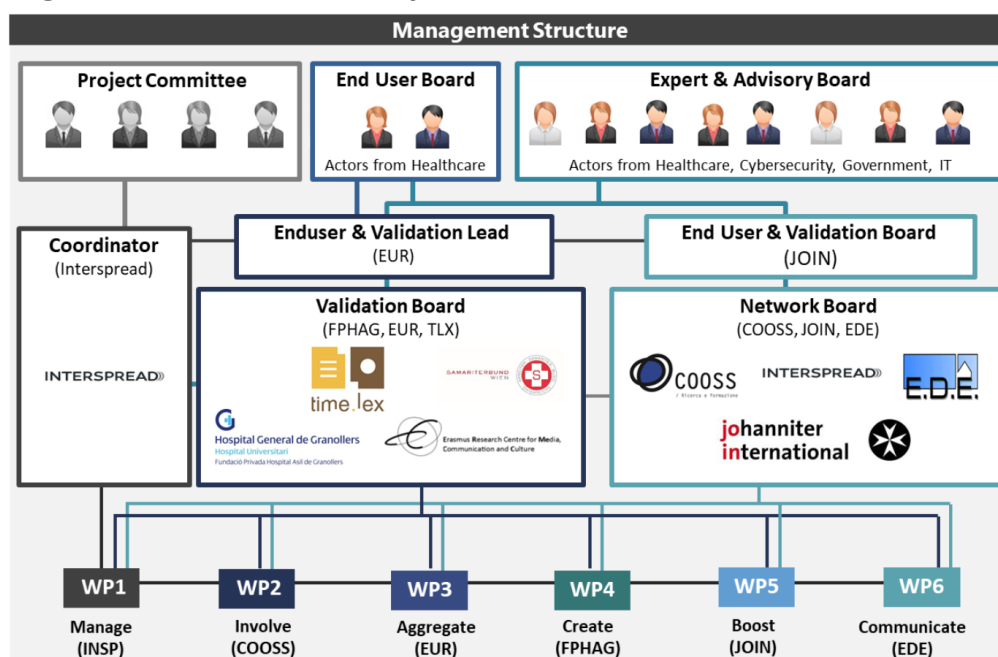 Management Structure
Project Committee
End User Board
Actors from Healthcare
Expert & Advisory Board
Actors from Healthcare, Cybersecurity, Government, IT
Coordinator
(Interspread)
INTERSPREAD
Enduser & Validation Lead
(EUR)
End User & Validation Board
(JOIN)
Validation Board
(FPHAG, EUR, TLX)
time.lex
SAMARITERBUND
WIEN
S
Hospital General de Granollers
Hospital Universitari
Fundació Privada Hospital Asil de Granollers
Erasmus Research Centre for Media,
Communication and Culture
Network Board
(COOSS, JOIN, EDE)
COOSS
/ Ricerca e formazione
INTERSPREAD
E.D.E.
johanniter
international
WP1
WP2
WP3
WP4
WP5
WP6
Manage
(INSP)
Involve
(COOSS)
Aggregate
(EUR)
Create
(FPHAG)
Boost
(JOIN)
Communicate
(EDE)